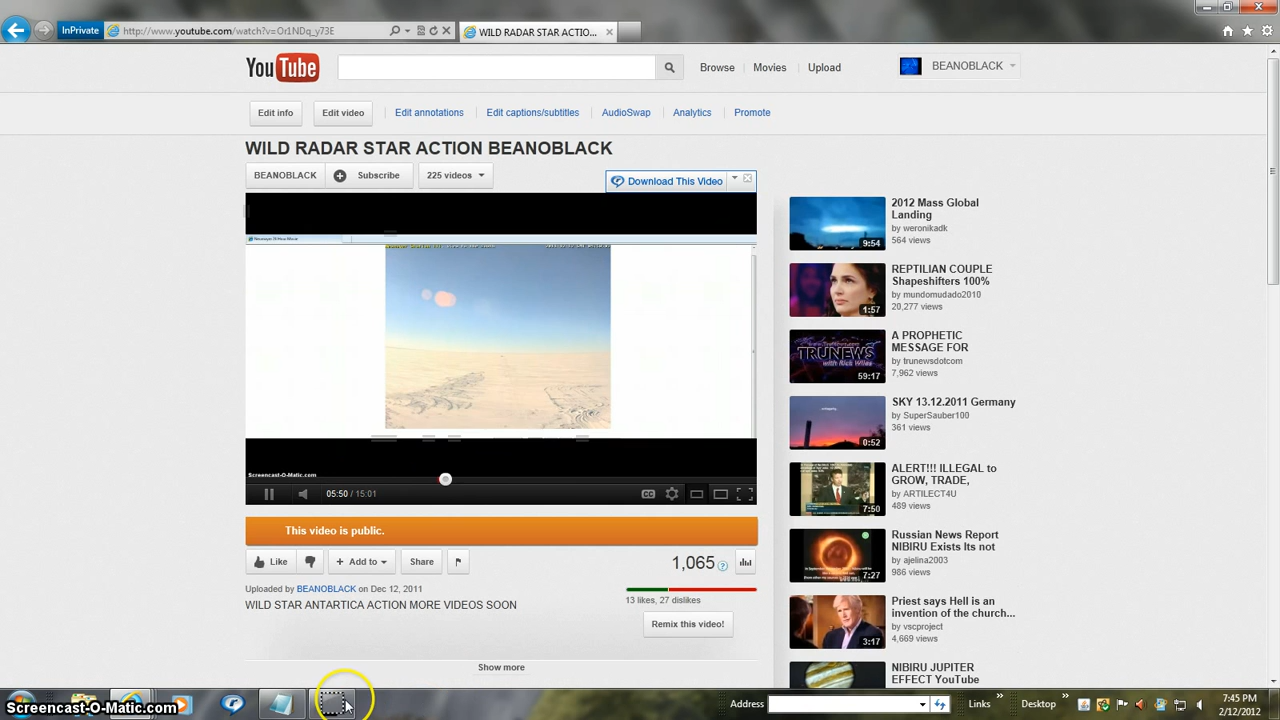 InPrivate
http://www.youtube.com/watch?v=Or1NDq_y73E
WILD RADAR STAR ACTIO...
YouTube
Browse
Movies
Upload
BEANOBLACK
Edit info
Edit video
Edit annotations
Edit captions/subtitles
AudioSwap
Analytics
Promote
WILD RADAR STAR ACTION BEANOBLACK
BEANOBLACK
Subscribe
225 videos
Download This Video
Screencast-O-Matic.com
05:50 / 15:01
CC
This video is public.
Like
Add to
Share
1,065
Uploaded by BEANOBLACK on Dec 12, 2011
WILD STAR ANTARTICA ACTION MORE VIDEOS SOON
13 likes, 27 dislikes
Remix this video!
Show more
2012 Mass Global
Landing
by weronikadk
564 views
9:54
REPTILIAN COUPLE
Shapeshifters 100%
by mundomudado2010
20,277 views
1:57
A PROPHETIC
MESSAGE FOR
by trunewsdotcom
7,962 views
TRUNEWS
with Rick Wiles
59:17
SKY 13.12.2011 Germany
by SuperSauber100
361 views
0:52
ALERT!!! ILLEGAL to
GROW, TRADE,
by ARTILECT4U
489 views
7:50
Russian News Report
NIBIRU Exists Its not
by ajelina2003
986 views
7:27
Priest says Hell is an
invention of the church...
by vscproject
4,669 views
3:17
NIBIRU JUPITER
EFFECT YouTube
Screencast-O-Matic.com
Address
Links
Desktop
7:45 PM
2/12/2012